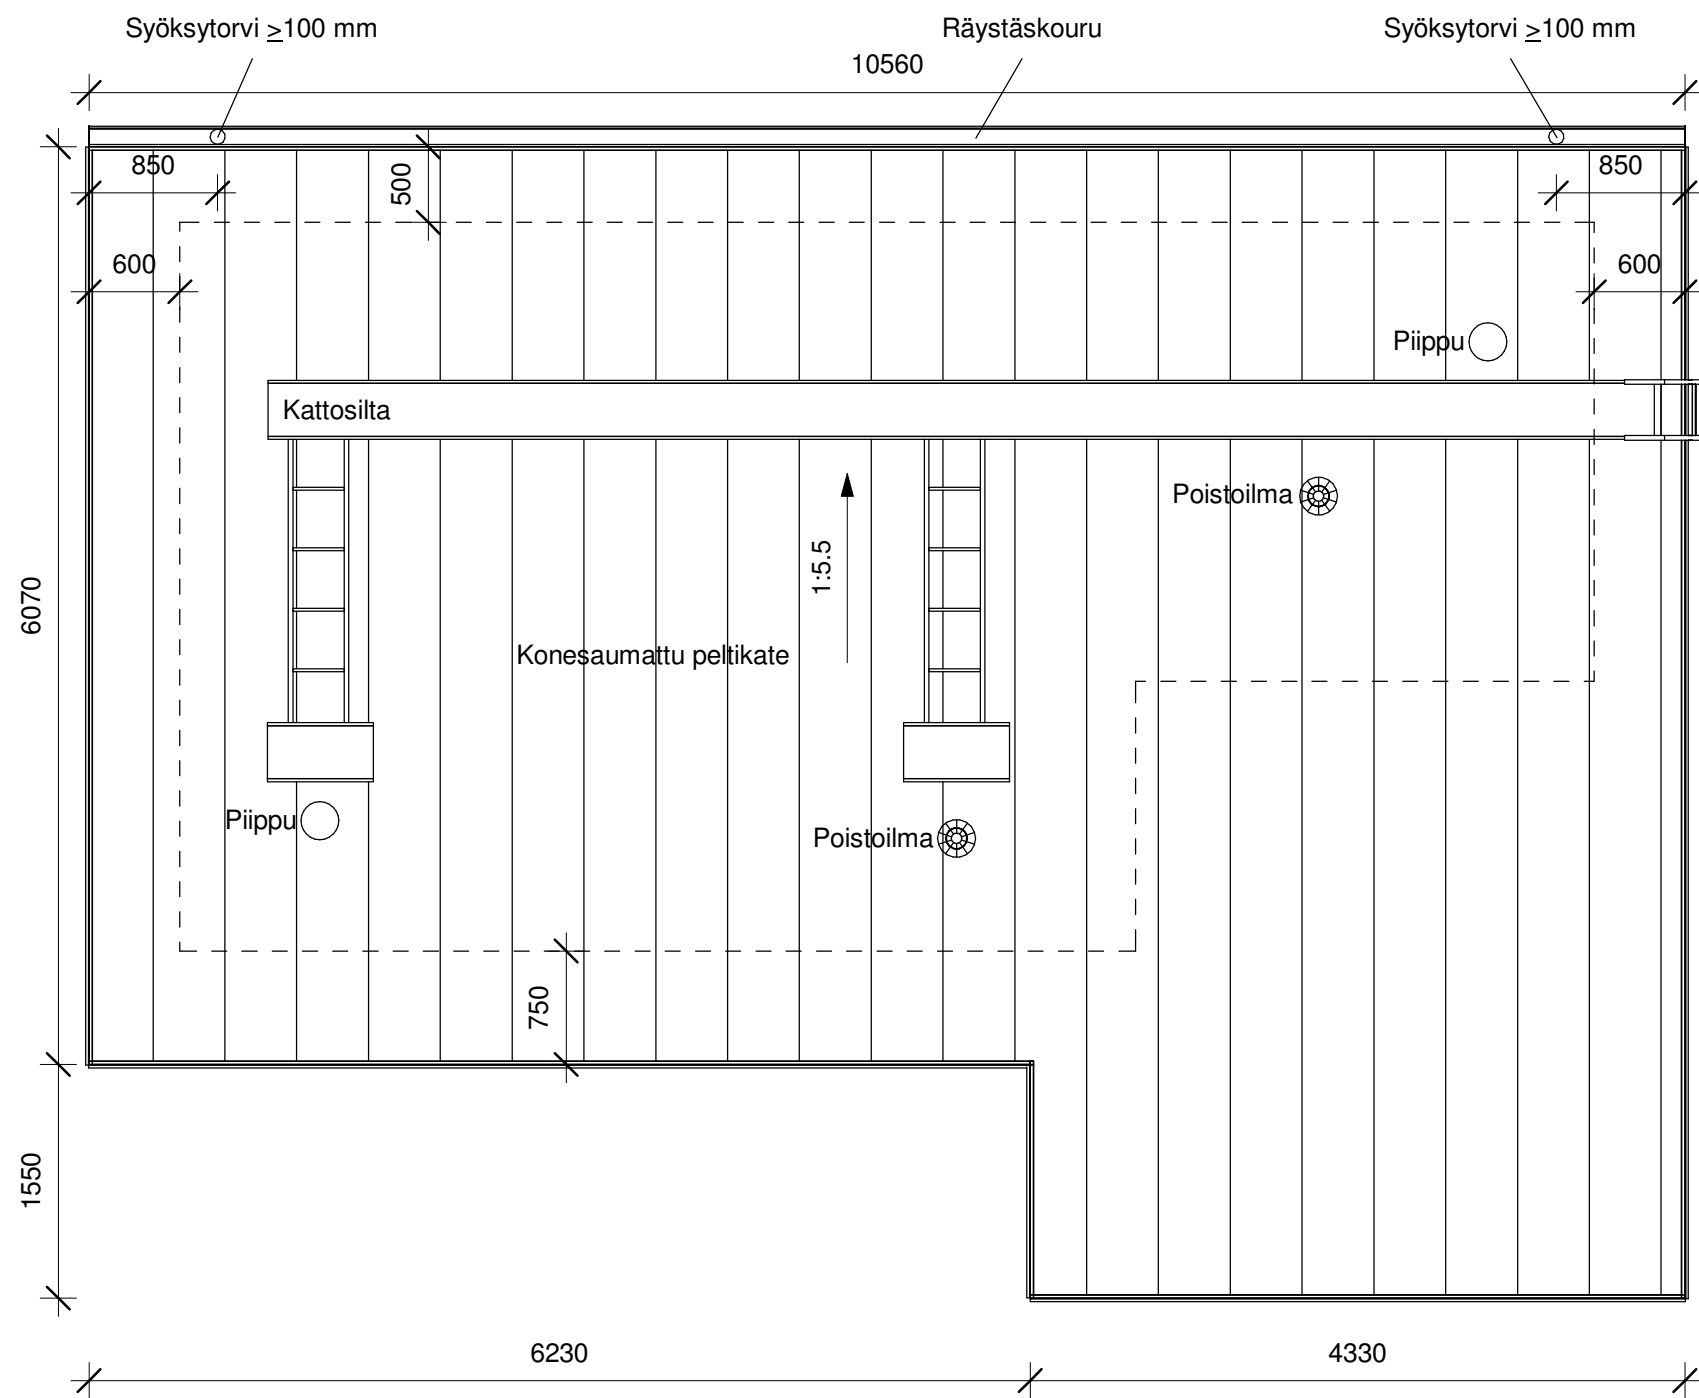 Syöksytorvi ≥100 mm
Räystäskouru
Syöksytorvi ≥100 mm
10560
850
500
850
600
600
Piippu
Kattosilta
Poistoilma
1:5.5
6070
Konesaumattu peltikate
Piippu
Poistoilma
750
1550
6230
4330